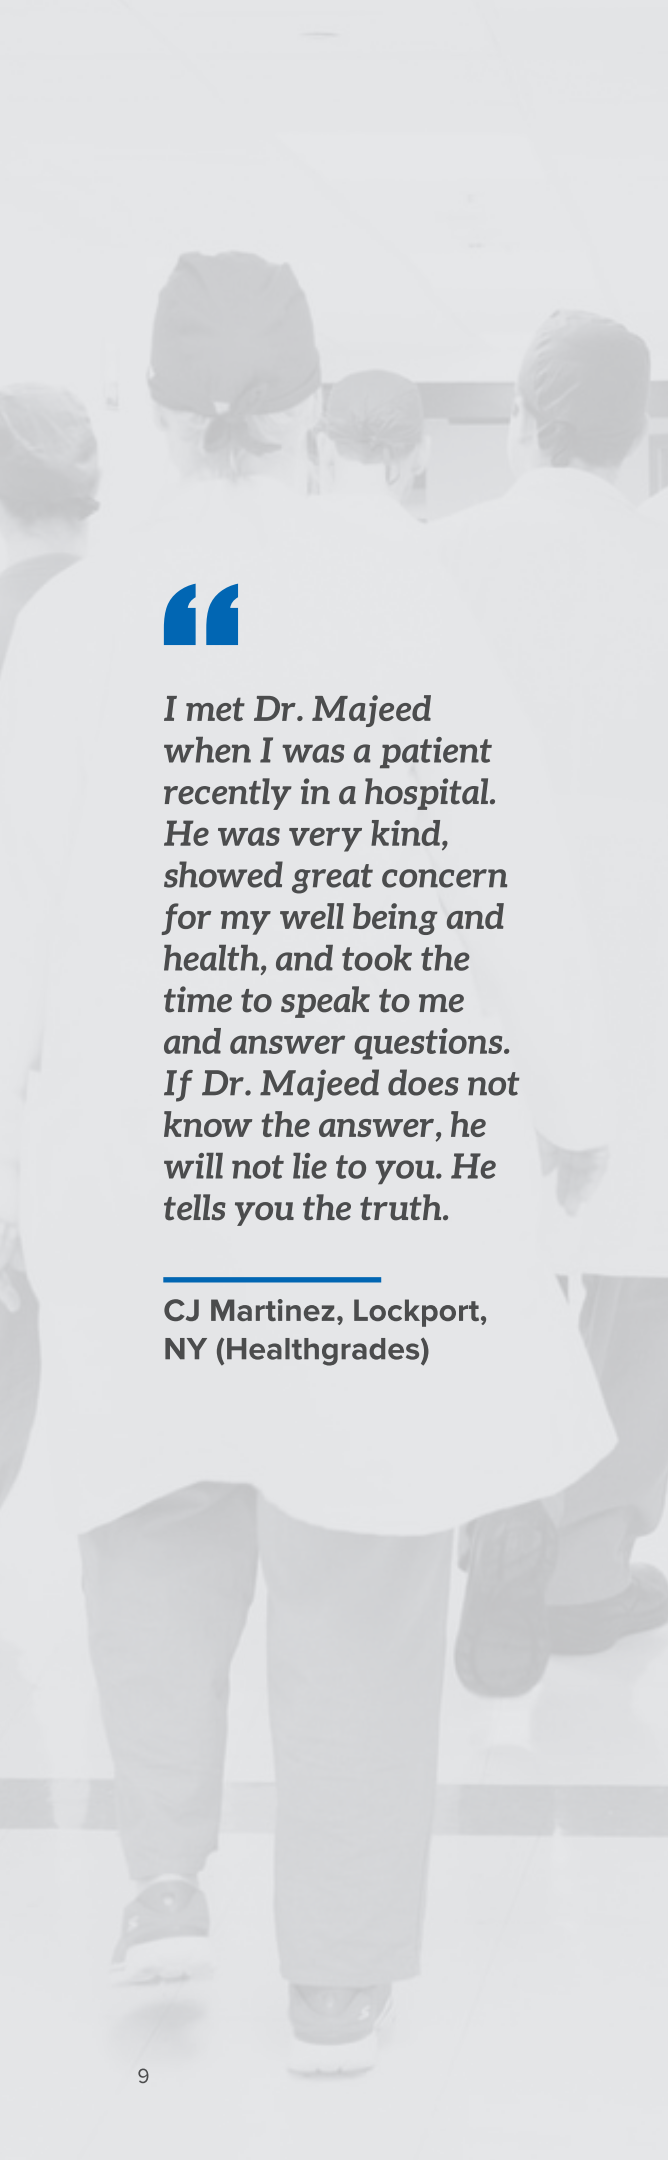 “
I met Dr. Majeed
when I was a patient
recently in a hospital.
He was very kind,
showed great concern
for my well being and
health, and took the
time to speak to me
and answer questions.
If Dr. Majeed does not
know the answer, he
will not lie to you. He
tells you the truth.
CJ Martinez, Lockport,
NY (Healthgrades)
9